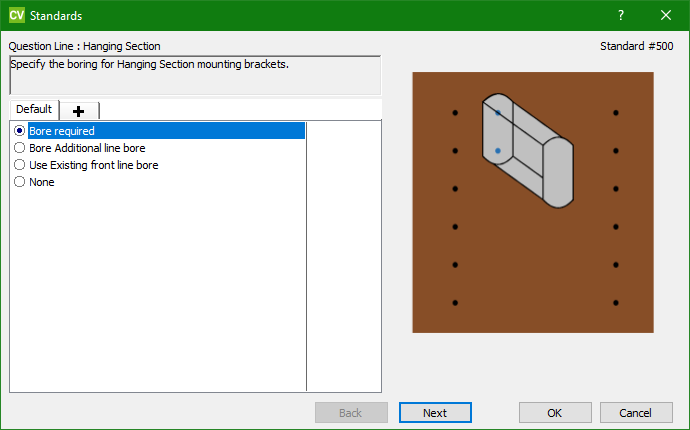 CV Standards ?
Question Line : Hanging Section Standard #500
Specify the boring for Hanging Section mounting brackets.
Default
Bore required
Bore Additional line bore
Use Existing front line bore
None
Back Next OK Cancel